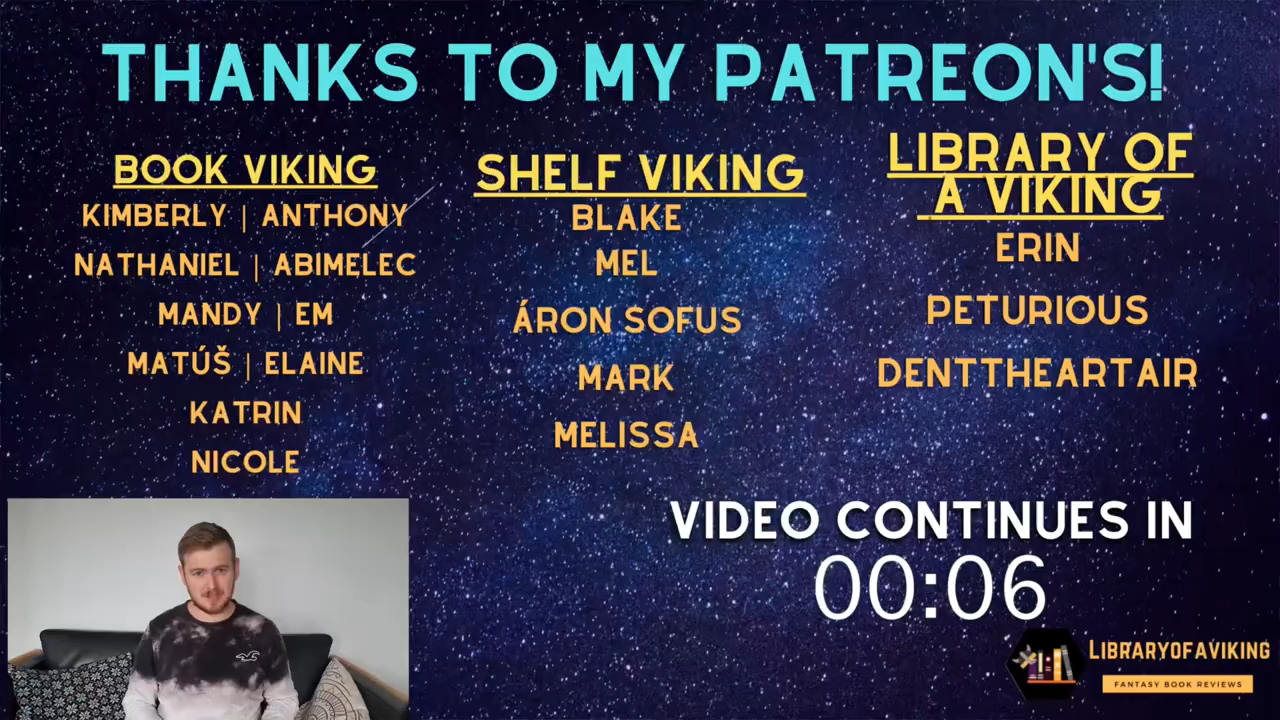 THANKS TO MY PATREON'S!
BOOK VIKING
KIMBERLY | ANTHONY
NATHANIEL | ABIMELEC
MANDY | EM
MATÚŠ | ELAINE
KATRIN
NICOLE
SHELF VIKING
BLAKE
MEL
ÁRON SOFUS
MARK
MELISSA
LIBRARY OF
A VIKING
ERIN
PETURIOUS
DENTTHEARTAIR
VIDEO CONTINUES IN
00:06
LIBRARYOFAVIKING
FANTASY BOOK REVIEWS